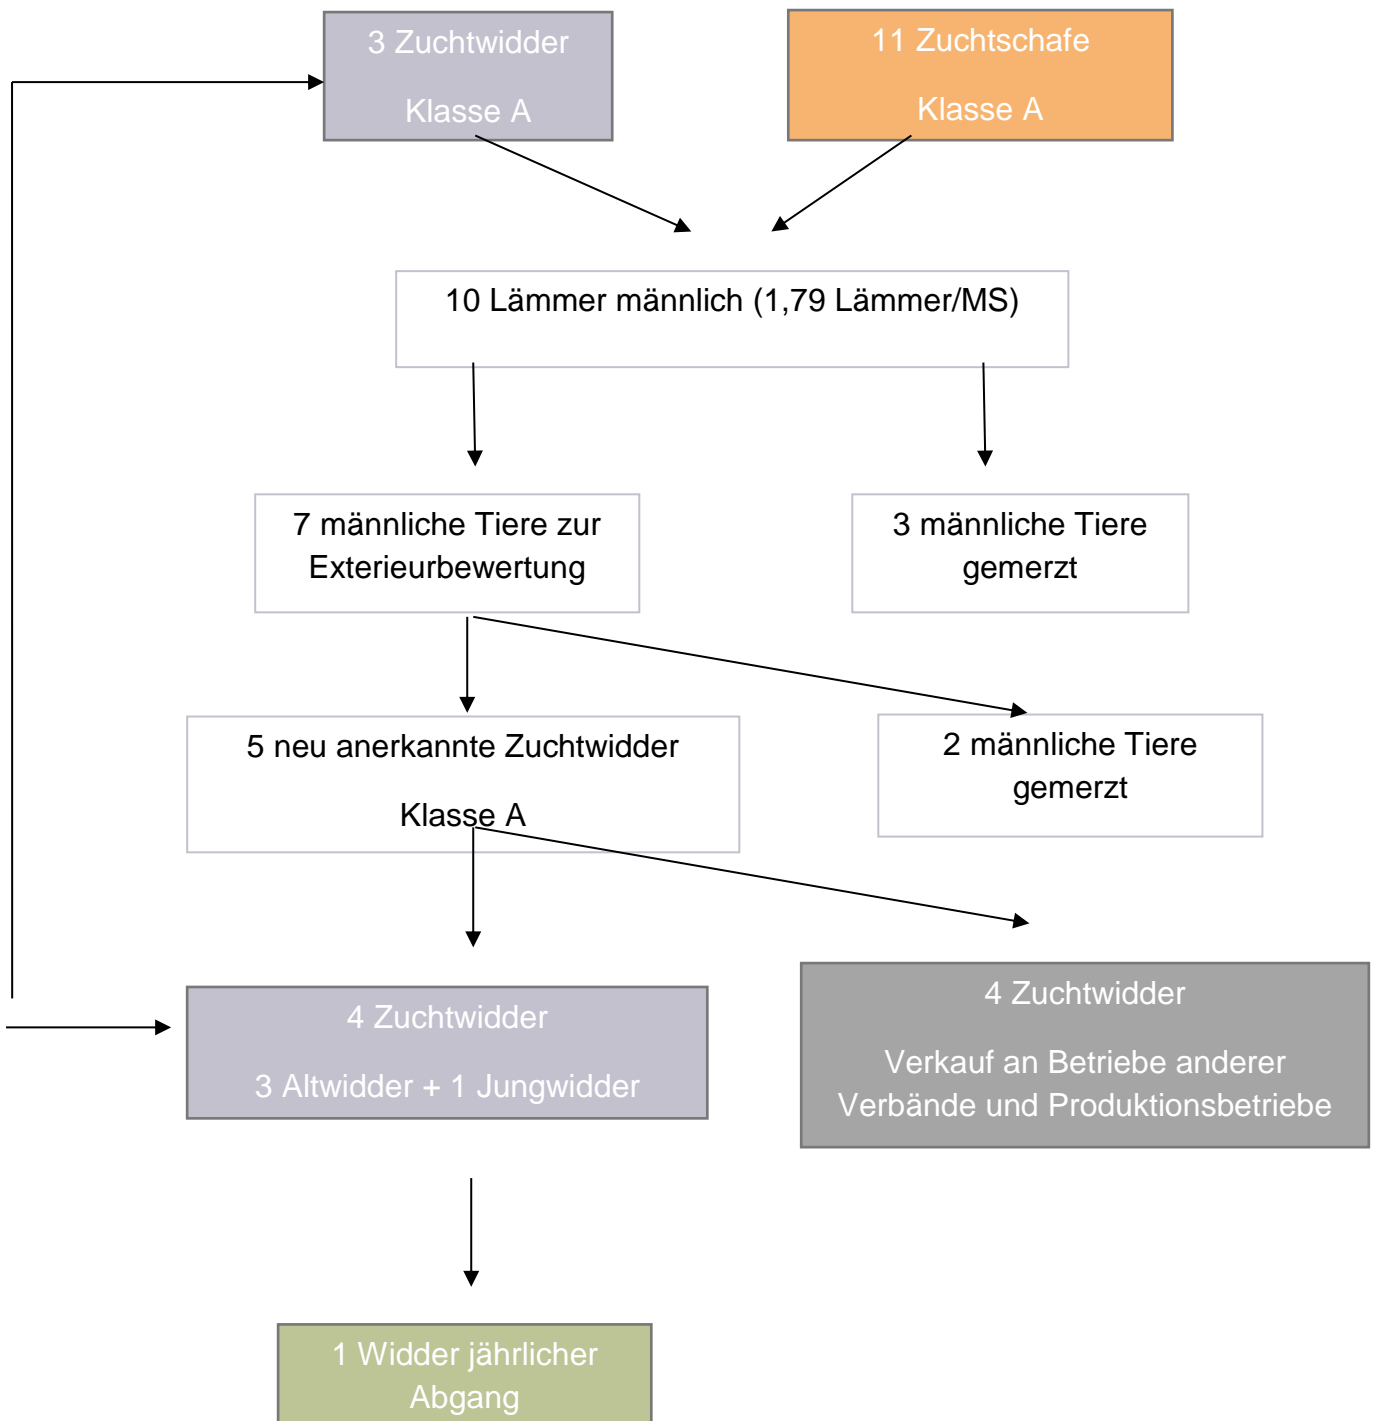 3 Zuchtwidder
Klasse A
11 Zuchtschafe
Klasse A
10 Lämmer männlich (1,79 Lämmer/MS)
7 männliche Tiere zur
Exterieurbewertung
3 männliche Tiere
gemerzt
5 neu anerkannte Zuchtwidder
Klasse A
2 männliche Tiere
gemerzt
4 Zuchtwidder
3 Altwidder + 1 Jungwidder
4 Zuchtwidder
Verkauf an Betriebe anderer
Verbände und Produktionsbetriebe
1 Widder jährlicher
Abgang